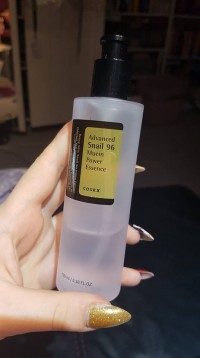 Advanced
Snail 96
Mucin
Power
Essence
COSRX